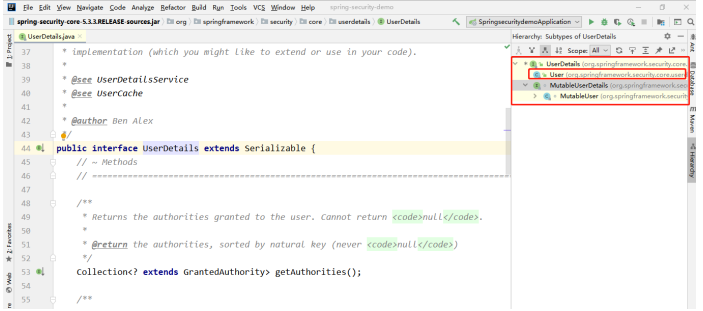 File Edit View Navigate Code Analyze Refactor Build Run Tools VCS Window Help spring-security-demo
spring-security-core-5.3.3.RELEASE-sources.jar org springframework security core userdetails UserDetails SpringsecuritydemoApplication
UserDetails.java
Hierarchy: Subtypes of UserDetails
Scope: All
1: Project
Ant
Database
Maven
Hierarchy
2: Favorites
Web
UserDetails (org.springframework.security.core.
User (org.springframework.security.core.user
MutableUserDetails (org.springframework.sec
MutableUser (org.springframework.securit
37 * implementation (which you might like to extend or use in your code).
38 *
39 * @see UserDetailsService
40 * @see UserCache
41 *
42 * @author Ben Alex
43 */
44 public interface UserDetails extends Serializable {
45 // ~ Methods
46 // ================================================================
47
48 /**
49 * Returns the authorities granted to the user. Cannot return <code>null</code>.
50 *
51 * @return the authorities, sorted by natural key (never <code>null</code>)
52 */
53 Collection<? extends GrantedAuthority> getAuthorities();
54
55 /**